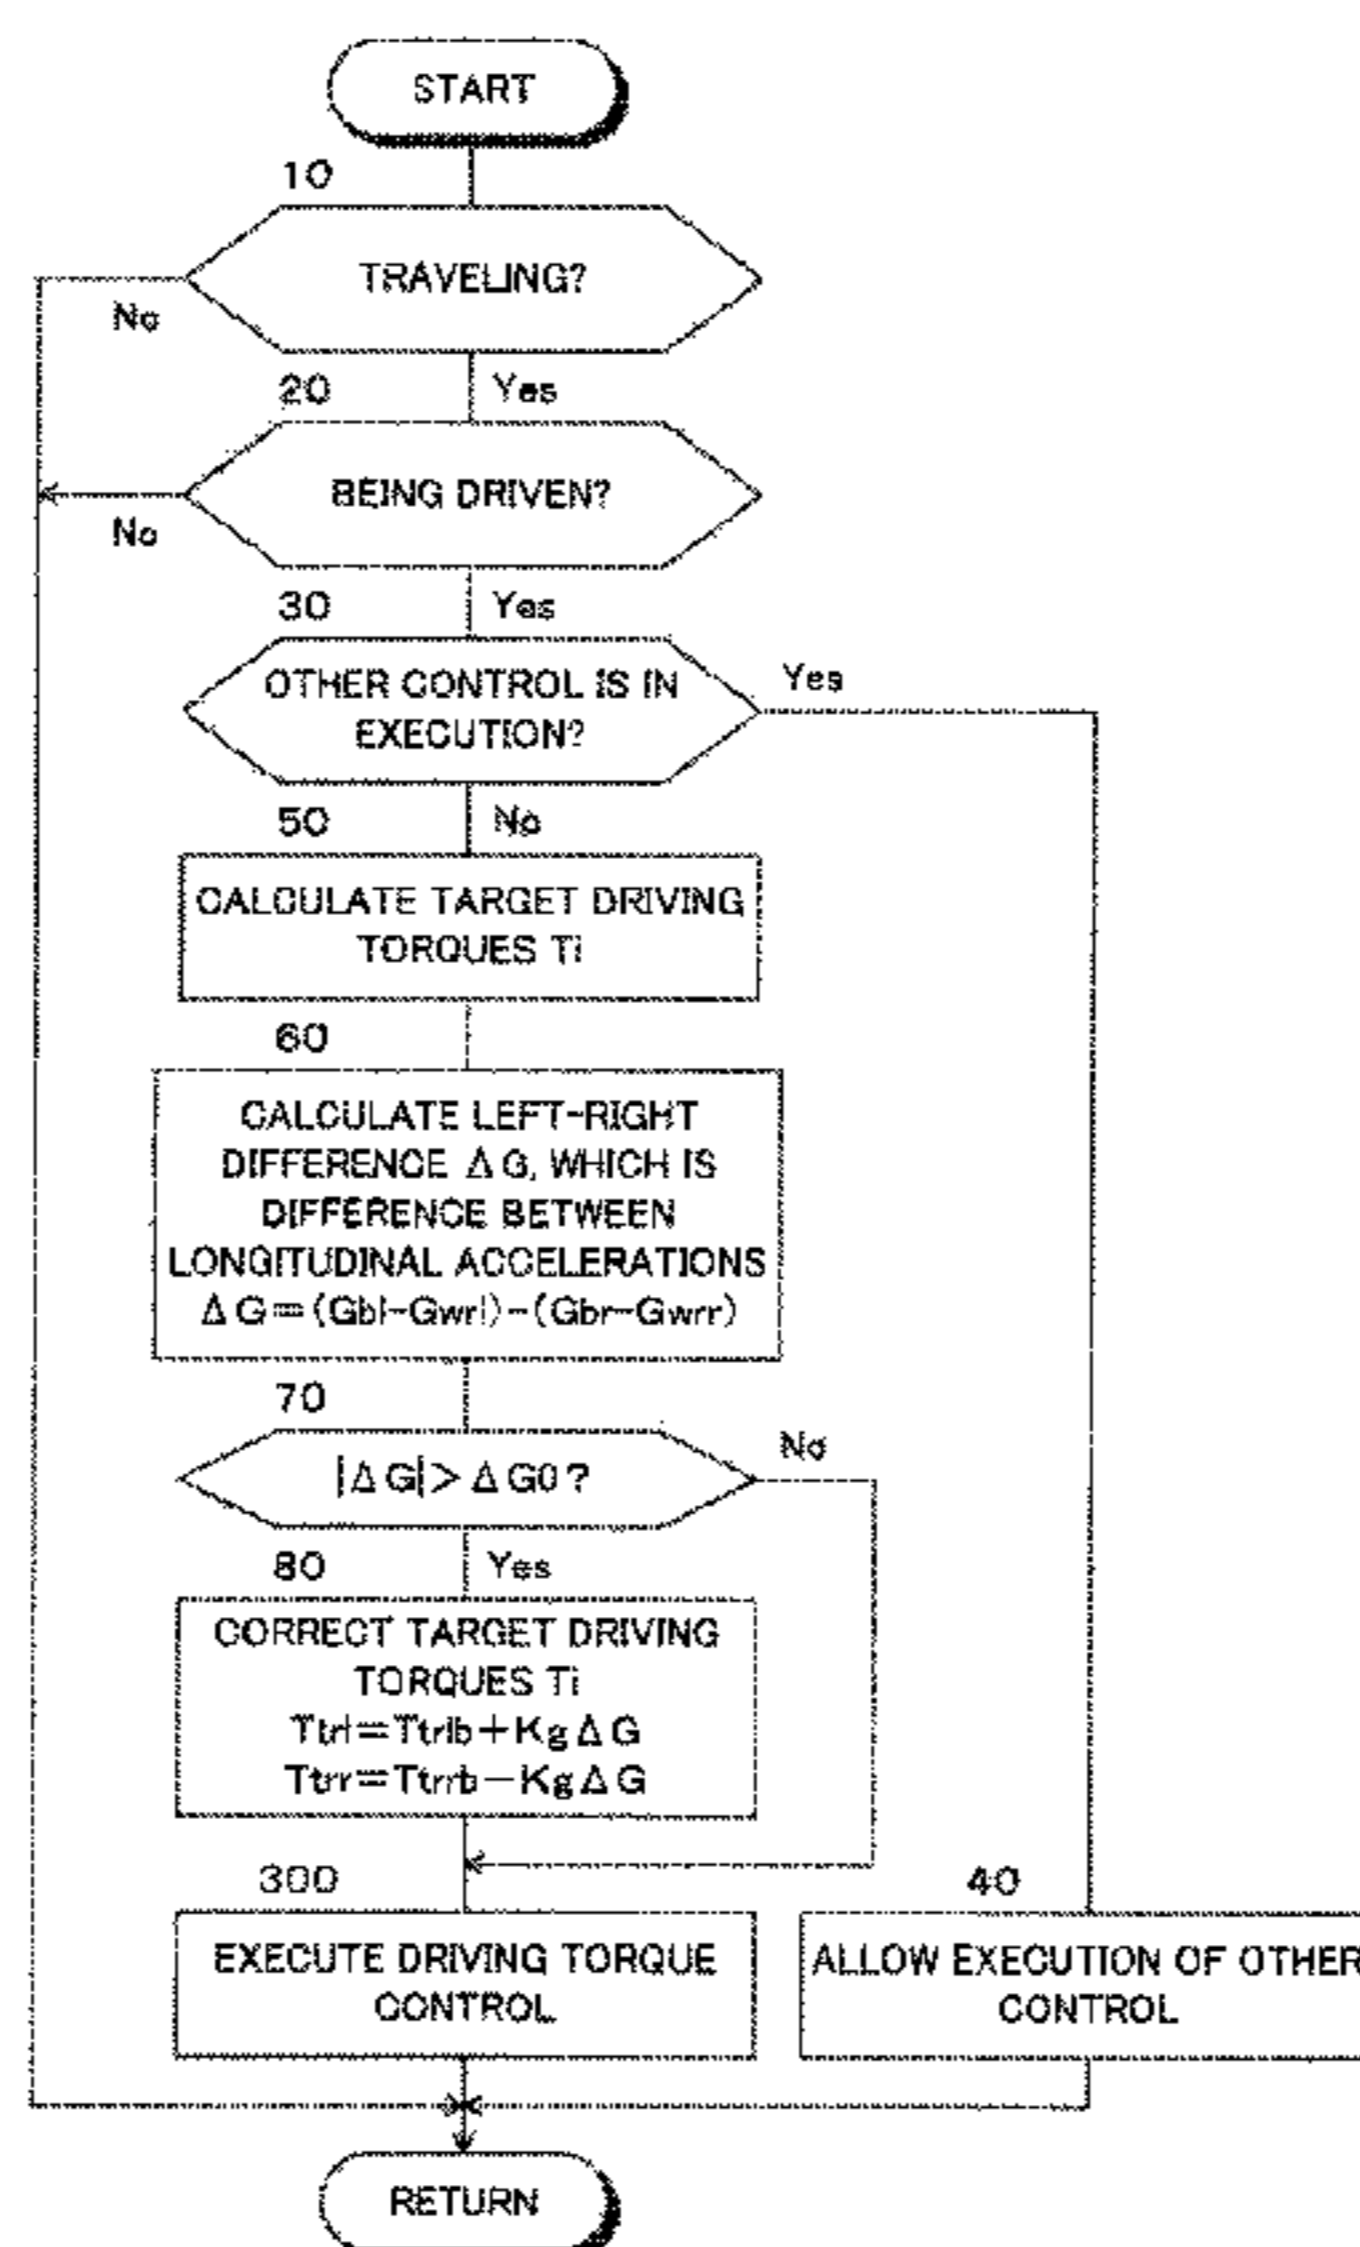 START
10
TRAVELING?
No
20
Yes
BEING DRIVEN?
No
30
Yes
OTHER CONTROL IS IN
EXECUTION?
Yes
50
No
CALCULATE TARGET DRIVING
TORQUES Ti
60
CALCULATE LEFT-RIGHT
DIFFERENCE ΔG, WHICH IS
DIFFERENCE BETWEEN
LONGITUDINAL ACCELERATIONS
ΔG=(Gbl-Gwrl)-(Gbr-Gwrr)
70
|ΔG|>ΔG0?
No
80
Yes
CORRECT TARGET DRIVING
TORQUES Ti
Ttrl=Ttrlb+KgΔG
Ttrr=Ttrrb-KgΔG
300
EXECUTE DRIVING TORQUE
CONTROL
40
ALLOW EXECUTION OF OTHER
CONTROL
RETURN